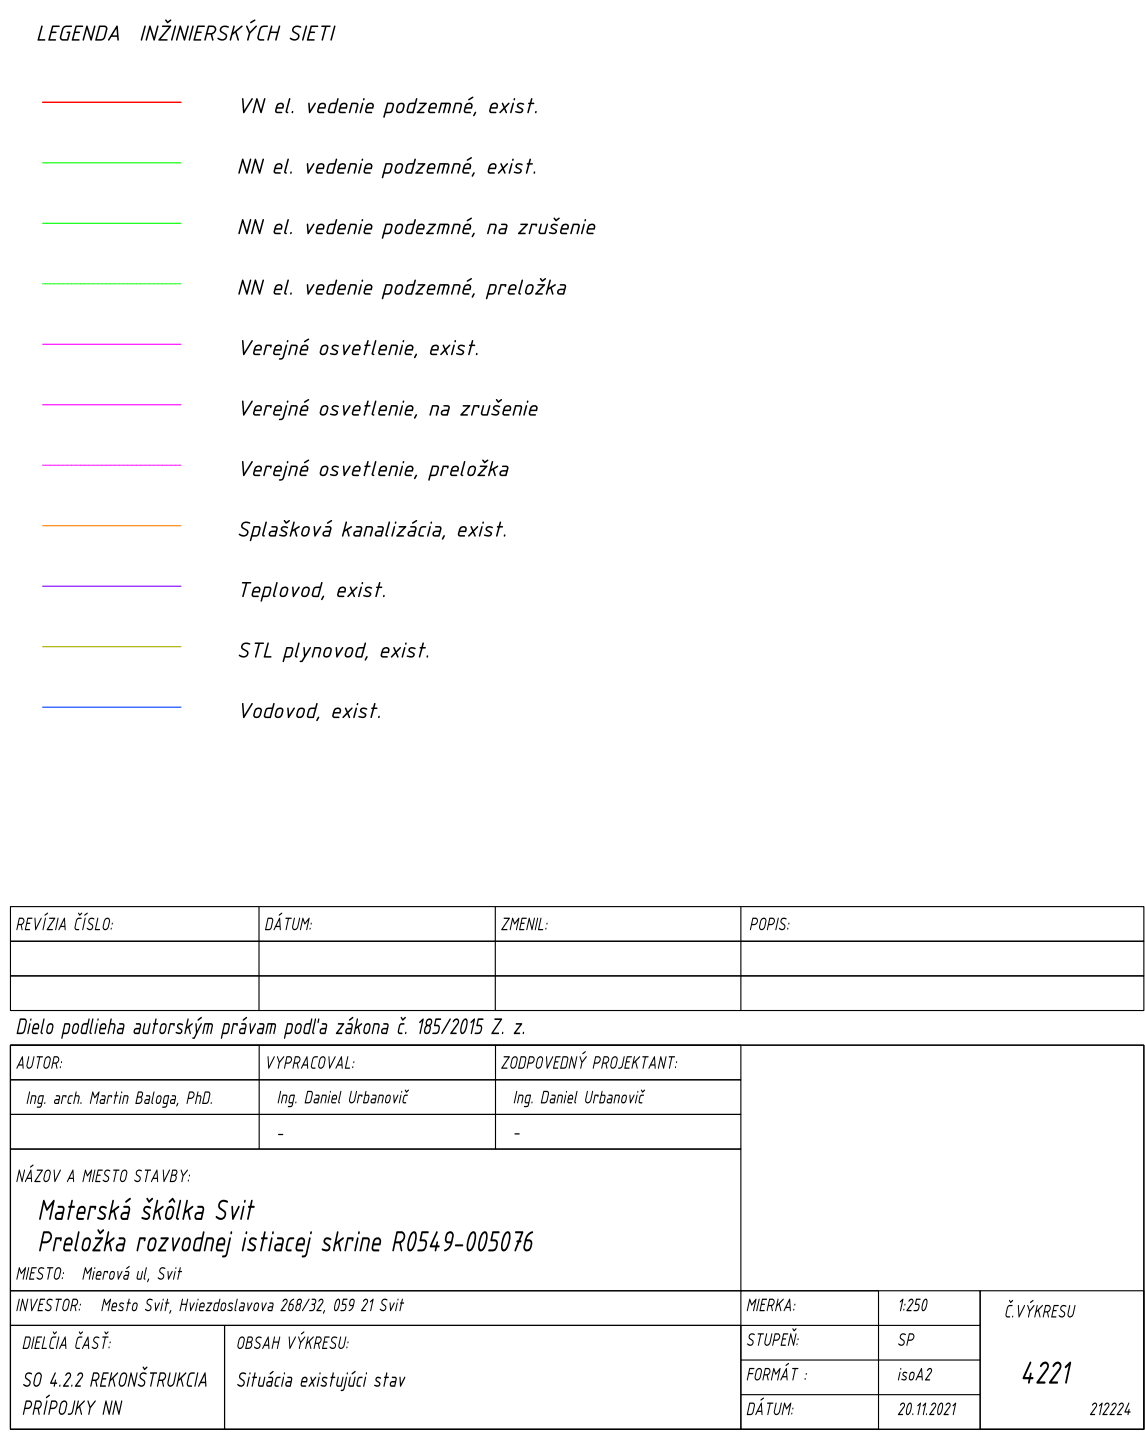 LEGENDA INŽINIERSKÝCH SIETI
VN el. vedenie podzemné, exist.
NN el. vedenie podzemné, exist.
NN el. vedenie podezmné, na zrušenie
NN el. vedenie podzemné, preložka
Verejné osvetlenie, exist.
Verejné osvetlenie, na zrušenie
Verejné osvetlenie, preložka
Splašková kanalizácia, exist.
Teplovod, exist.
STL plynovod, exist.
Vodovod, exist.
REVÍZIA ČÍSLO: DÁTUM: ZMENIL: POPIS:
Dielo podlieha autorským právam podľa zákona č. 185/2015 Z. z.
AUTOR: VYPRACOVAL: ZODPOVEDNÝ PROJEKTANT:
Ing. arch. Martin Baloga, PhD. Ing. Daniel Urbanovič Ing. Daniel Urbanovič
- -
NÁZOV A MIESTO STAVBY:
Materská škôlka Svit
Preložka rozvodnej istiacej skrine R0549-005076
MIESTO: Mierová ul, Svit
INVESTOR: Mesto Svit, Hviezdoslavova 268/32, 059 21 Svit
DIELČIA ČASŤ:
SO 4.2.2 REKONŠTRUKCIA
PRÍPOJKY NN
OBSAH VÝKRESU:
Situácia existujúci stav
MIERKA: 1:250
STUPEŇ: SP
FORMÁT : isoA2
DÁTUM: 20.11.2021
Č.VÝKRESU
4221
212224